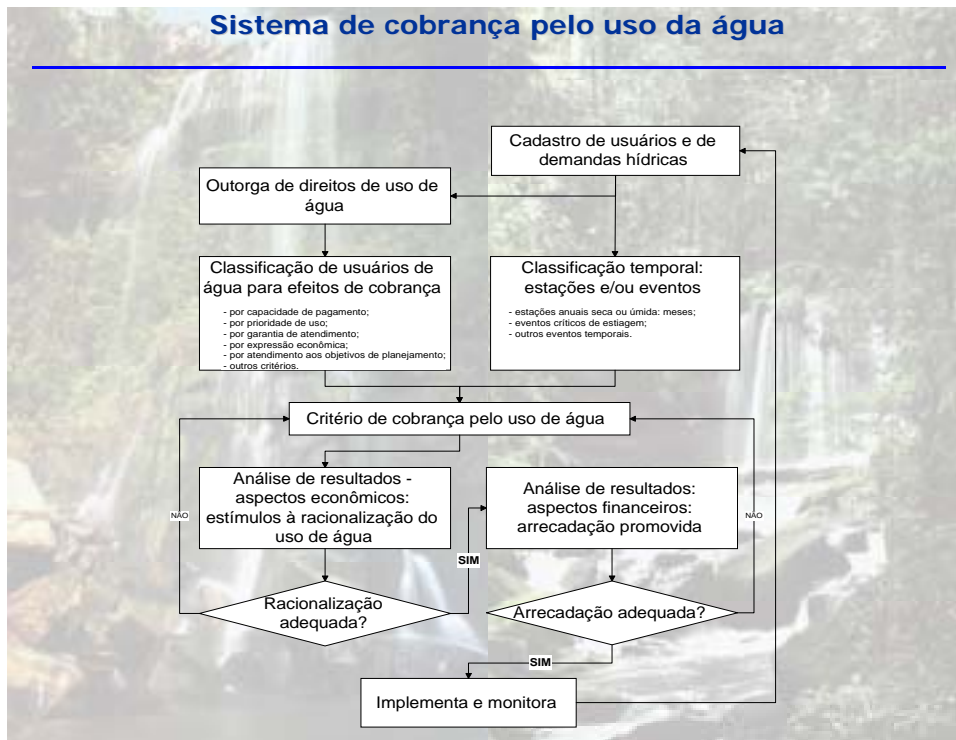 Sistema de cobrança pelo uso da água
Cadastro de usuários e de
demandas hídricas
Outorga de direitos de uso de
água
Classificação de usuários de
água para efeitos de cobrança
- por capacidade de pagamento;
- por prioridade de uso;
- por garantia de atendimento;
- por expressão econômica;
- por atendimento aos objetivos de planejamento;
- outros critérios.
Classificação temporal:
estações e/ou eventos
- estações anuais seca ou úmida: meses;
- eventos críticos de estiagem;
- outros eventos temporais.
Critério de cobrança pelo uso de água
Análise de resultados -
aspectos econômicos:
estímulos à racionalização do
uso de água
Análise de resultados:
aspectos financeiros:
arrecadação promovida
NÃO
NÃO
SIM
Racionalização
adequada?
Arrecadação adequada?
SIM
Implementa e monitora